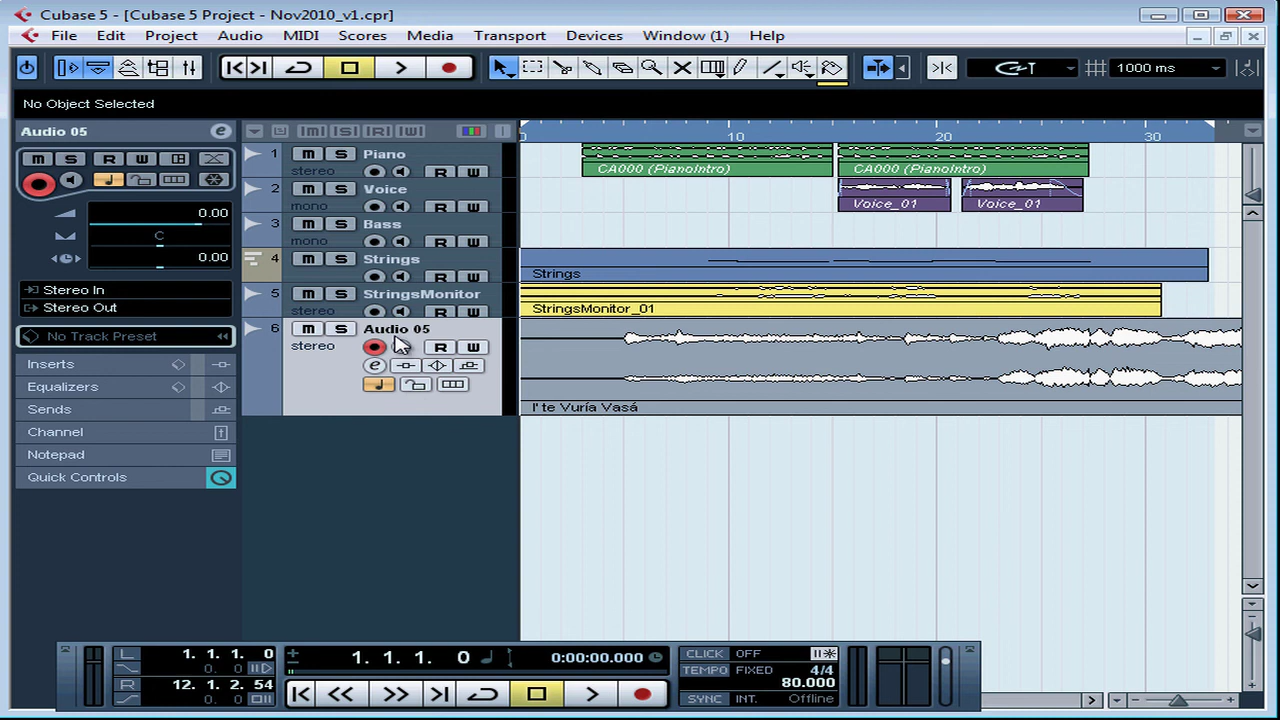 Cubase 5 - [Cubase 5 Project - Nov2010_v1.cpr]
File Edit Project Audio MIDI Scores Media Transport Devices Window (1) Help
1000 ms
No Object Selected
Audio 05 e
m S R W
0.00
C
0.00
Stereo In
Stereo Out
No Track Preset
Inserts
Equalizers
Sends
Channel
Notepad
Quick Controls
|M| |S| |R| |W|
0 10 20 30
1 m S Piano
stereo R W
CA000 (PianoIntro) CA000 (PianoIntro)
2 m S Voice
mono R W
Voice_01 Voice_01
3 m S Bass
mono R W
4 m S Strings
R W
Strings
5 m S StringsMonitor
stereo R W
StringsMonitor_01
6 m S Audio 05
stereo R W
e
I' te Vuría Vasá
L 1. 1. 1. 0
0. 0
R 12. 1. 2. 54
0. 0
1. 1. 1. 0 0:00:00.000
CLICK OFF
TEMPO FIXED 4/4
80.000
SYNC INT. Offline